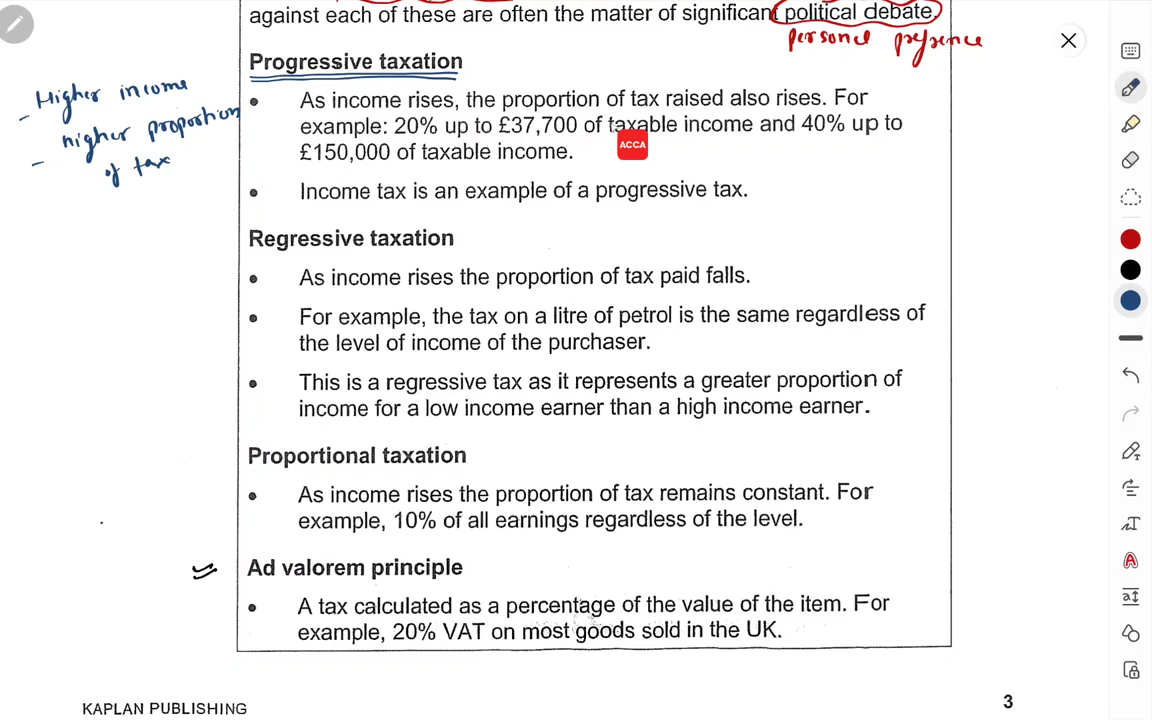 against each of these are often the matter of significant political debate.
personel
Progressive taxation
- Higher income
higher proportion
- of tax
• As income rises, the proportion of tax raised also rises. For
example: 20% up to £37,700 of taxable income and 40% up to
£150,000 of taxable income.
ACCA
• Income tax is an example of a progressive tax.
Regressive taxation
• As income rises the proportion of tax paid falls.
• For example, the tax on a litre of petrol is the same regardless of
the level of income of the purchaser.
• This is a regressive tax as it represents a greater proportion of
income for a low income earner than a high income earner.
Proportional taxation
• As income rises the proportion of tax remains constant. For
example, 10% of all earnings regardless of the level.
Ad valorem principle
• A tax calculated as a percentage of the value of the item. For
example, 20% VAT on most goods sold in the UK.
KAPLAN PUBLISHING
3